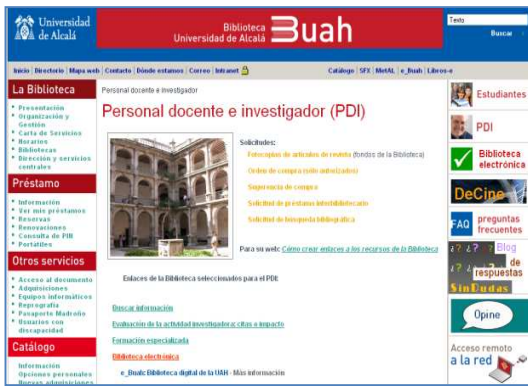 Universidad
de Alcalá
Biblioteca
Universidad de Alcalá
Buah
Texto
Buscar
Inicio | Directorio | Mapa web | Contacto | Dónde estamos | Correo | Intranet
Catálogo | SFX | MetAL | e_Buah | Libros-e
La Biblioteca
Presentación
Organización y
Gestión
Carta de Servicios
Horarios
Bibliotecas
Dirección y servicios
centrales
Préstamo
Información
Ver mis préstamos
Reservas
Renovaciones
Consulta de PIN
Portátiles
Otros servicios
Acceso al documento
Adquisiciones
Equipos informáticos
Reprografía
Pasaporte Madroño
Usuarios con
discapacidad
Catálogo
Información
Opciones personales
Nuevas adquisiciones
Personal docente e investigador
Personal docente e investigador (PDI)
Solicitudes:
Fotocopias de artículos de revista (fondos de la Biblioteca)
Orden de compra (sólo autorizados)
Sugerencia de compra
Solicitud de préstamo interbibliotecario
Solicitud de búsqueda bibliográfica
Para su web: Cómo crear enlaces a los recursos de la Biblioteca
Enlaces de la Biblioteca seleccionados para el PDI:
Buscar información
Evaluación de la actividad investigadora: citas o impacto
Formación especializada
Biblioteca electrónica
e_Buah: Biblioteca digital de la UAH - Más información
Estudiantes
PDI
Biblioteca
electrónica
DeCine
FAQ
preguntas
frecuentes
Blog
de
respuestas
SinDudas
Opine
Acceso remoto
a la red